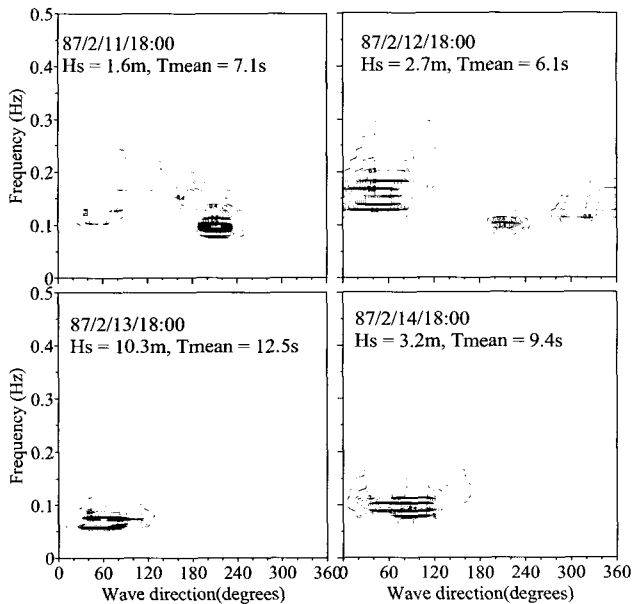 0.5
87/2/11/18:00
Hs = 1.6m, Tmean = 7.1s
0.4
0.3
0.2
0.1
0
Frequency (Hz)
87/2/12/18:00
Hs = 2.7m, Tmean = 6.1s
0.5
87/2/13/18:00
Hs = 10.3m, Tmean = 12.5s
0.4
0.3
0.2
0.1
0
Frequency (Hz)
87/2/14/18:00
Hs = 3.2m, Tmean = 9.4s
0 60 120 180 240 300 360 60 120 180 240 300 360
Wave direction(degrees)
Wave direction(degrees)